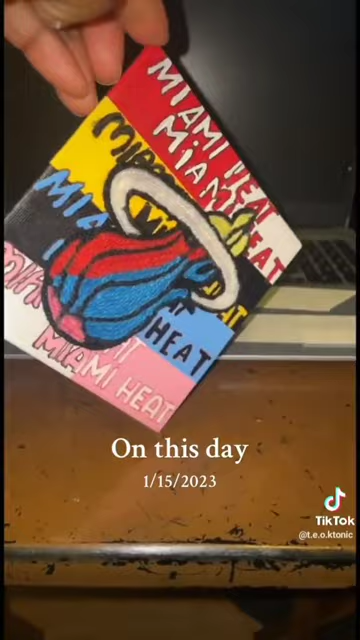 MIAMI HEAT
MIAMI HEAT
MIAMI
HEAT
MIAMI HEAT
On this day
1/15/2023
TikTok
@t.e.o.ktonic